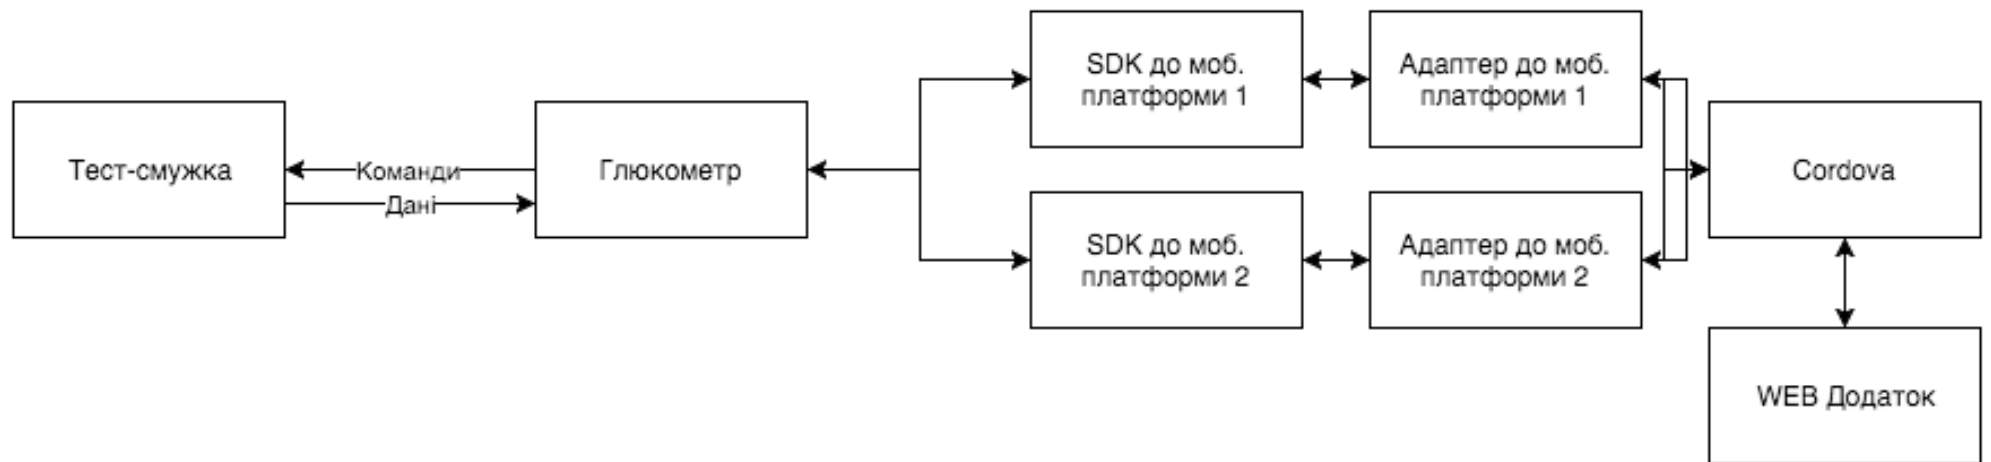 Тест-смужка
Команди
Дані
Глюкометр
SDK до моб.
платформи 1
Адаптер до моб.
платформи 1
SDK до моб.
платформи 2
Адаптер до моб.
платформи 2
Cordova
WEB Додаток